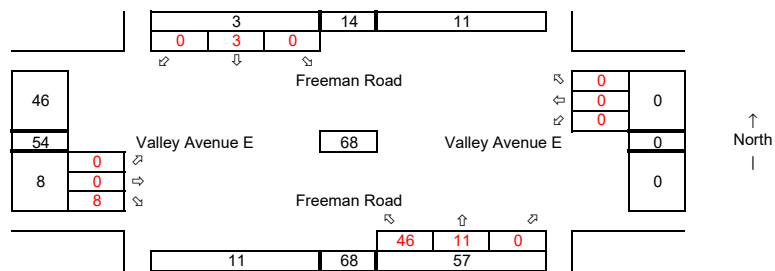 3 14 11
0 3 0
⬃ ⇩ ⬂
Freeman Road
46
⬁ 0
⇦ 0 0
⬃ 0
↑
54 Valley Avenue E 68 Valley Avenue E 0
North
|
0 ⬀
8 0 ⇨ 0
8 ⬂
Freeman Road
⬁ ⇧ ⬀
46 11 0
11 68 57